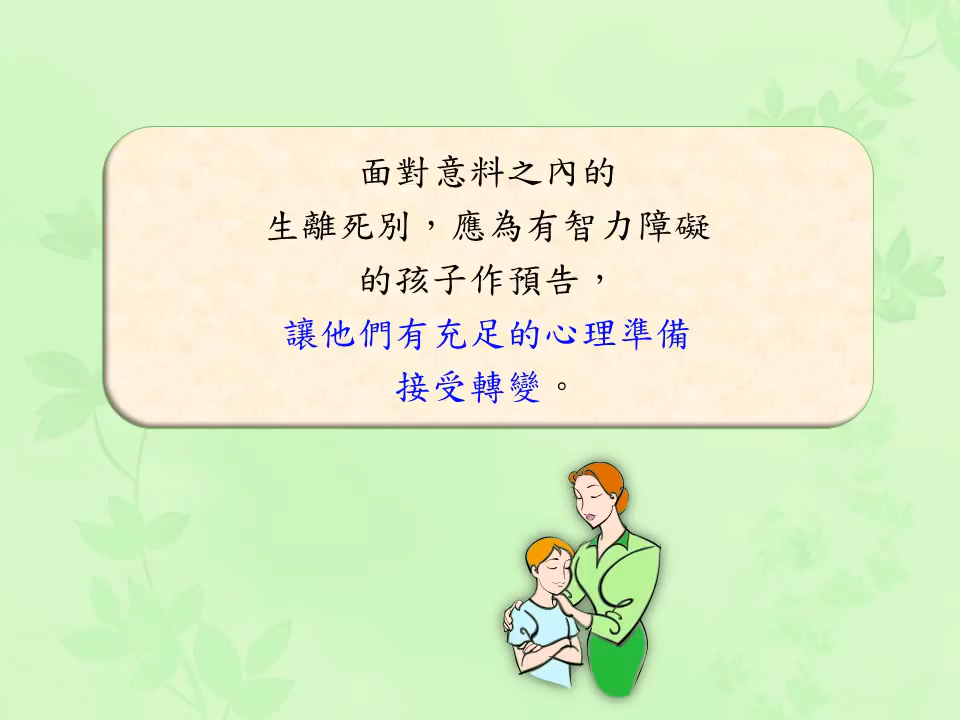 面對意料之內的
生離死別，應為有智力障礙
的孩子作預告，
讓他們有充足的心理準備
接受轉變。